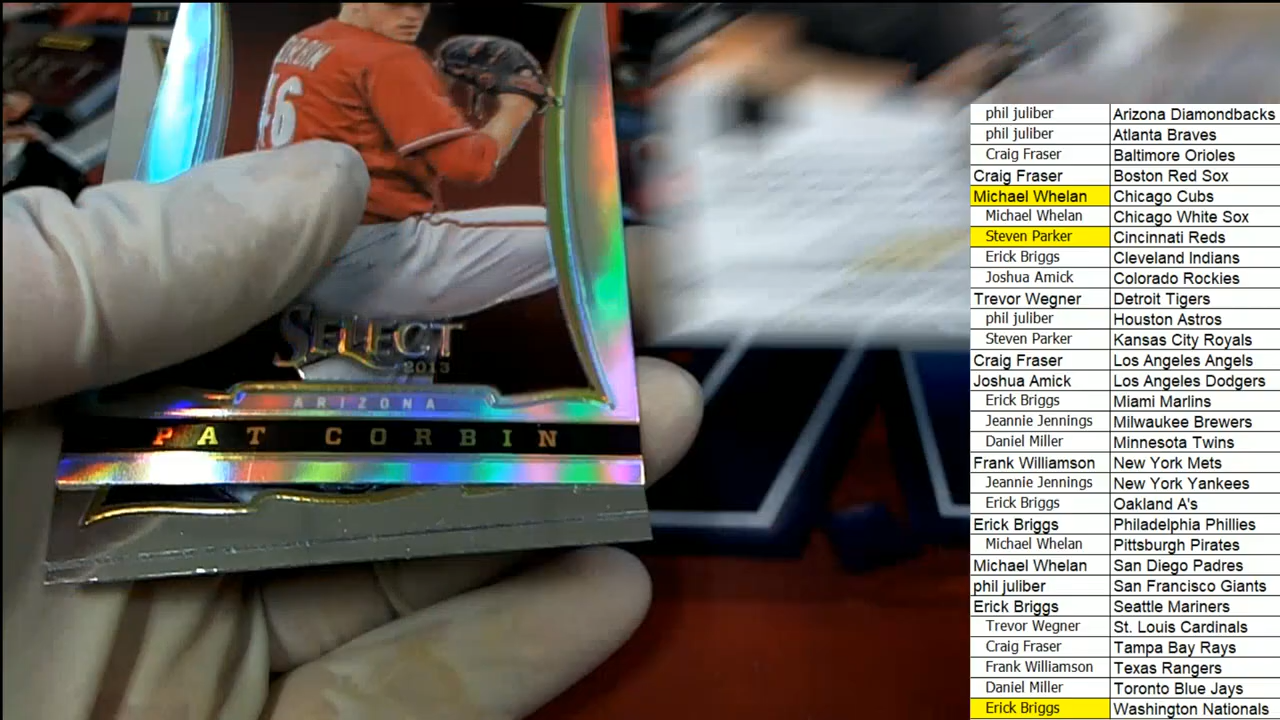 46
SELECT
2013
ARIZONA
PAT CORBIN
phil juliber Arizona Diamondbacks
phil juliber Atlanta Braves
Craig Fraser Baltimore Orioles
Craig Fraser Boston Red Sox
Michael Whelan Chicago Cubs
Michael Whelan Chicago White Sox
Steven Parker Cincinnati Reds
Erick Briggs Cleveland Indians
Joshua Amick Colorado Rockies
Trevor Wegner Detroit Tigers
phil juliber Houston Astros
Steven Parker Kansas City Royals
Craig Fraser Los Angeles Angels
Joshua Amick Los Angeles Dodgers
Erick Briggs Miami Marlins
Jeannie Jennings Milwaukee Brewers
Daniel Miller Minnesota Twins
Frank Williamson New York Mets
Jeannie Jennings New York Yankees
Erick Briggs Oakland A's
Erick Briggs Philadelphia Phillies
Michael Whelan Pittsburgh Pirates
Michael Whelan San Diego Padres
phil juliber San Francisco Giants
Erick Briggs Seattle Mariners
Trevor Wegner St. Louis Cardinals
Craig Fraser Tampa Bay Rays
Frank Williamson Texas Rangers
Daniel Miller Toronto Blue Jays
Erick Briggs Washington Nationals